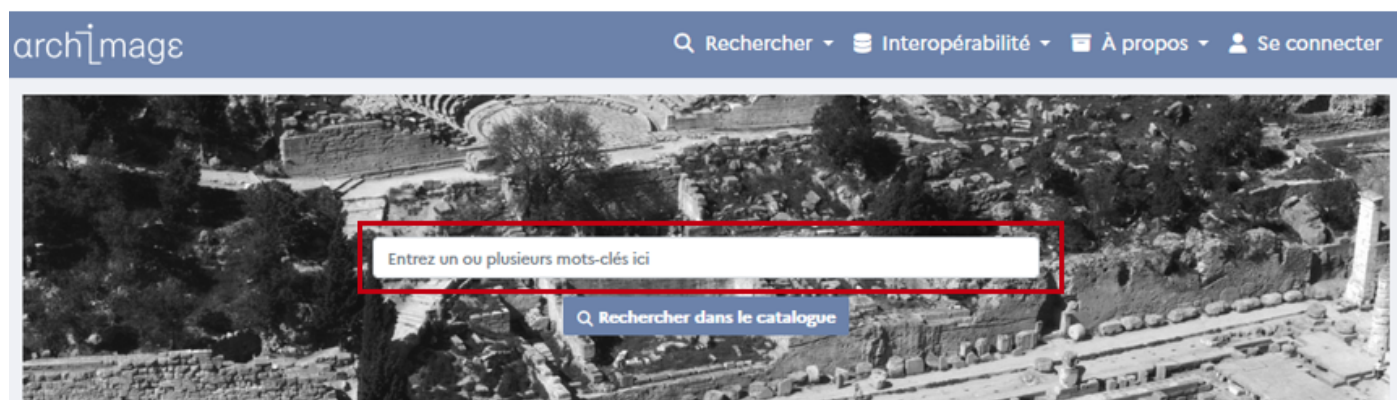 archimage
Rechercher Interopérabilité À propos Se connecter
Entrez un ou plusieurs mots-clés ici
Rechercher dans le catalogue